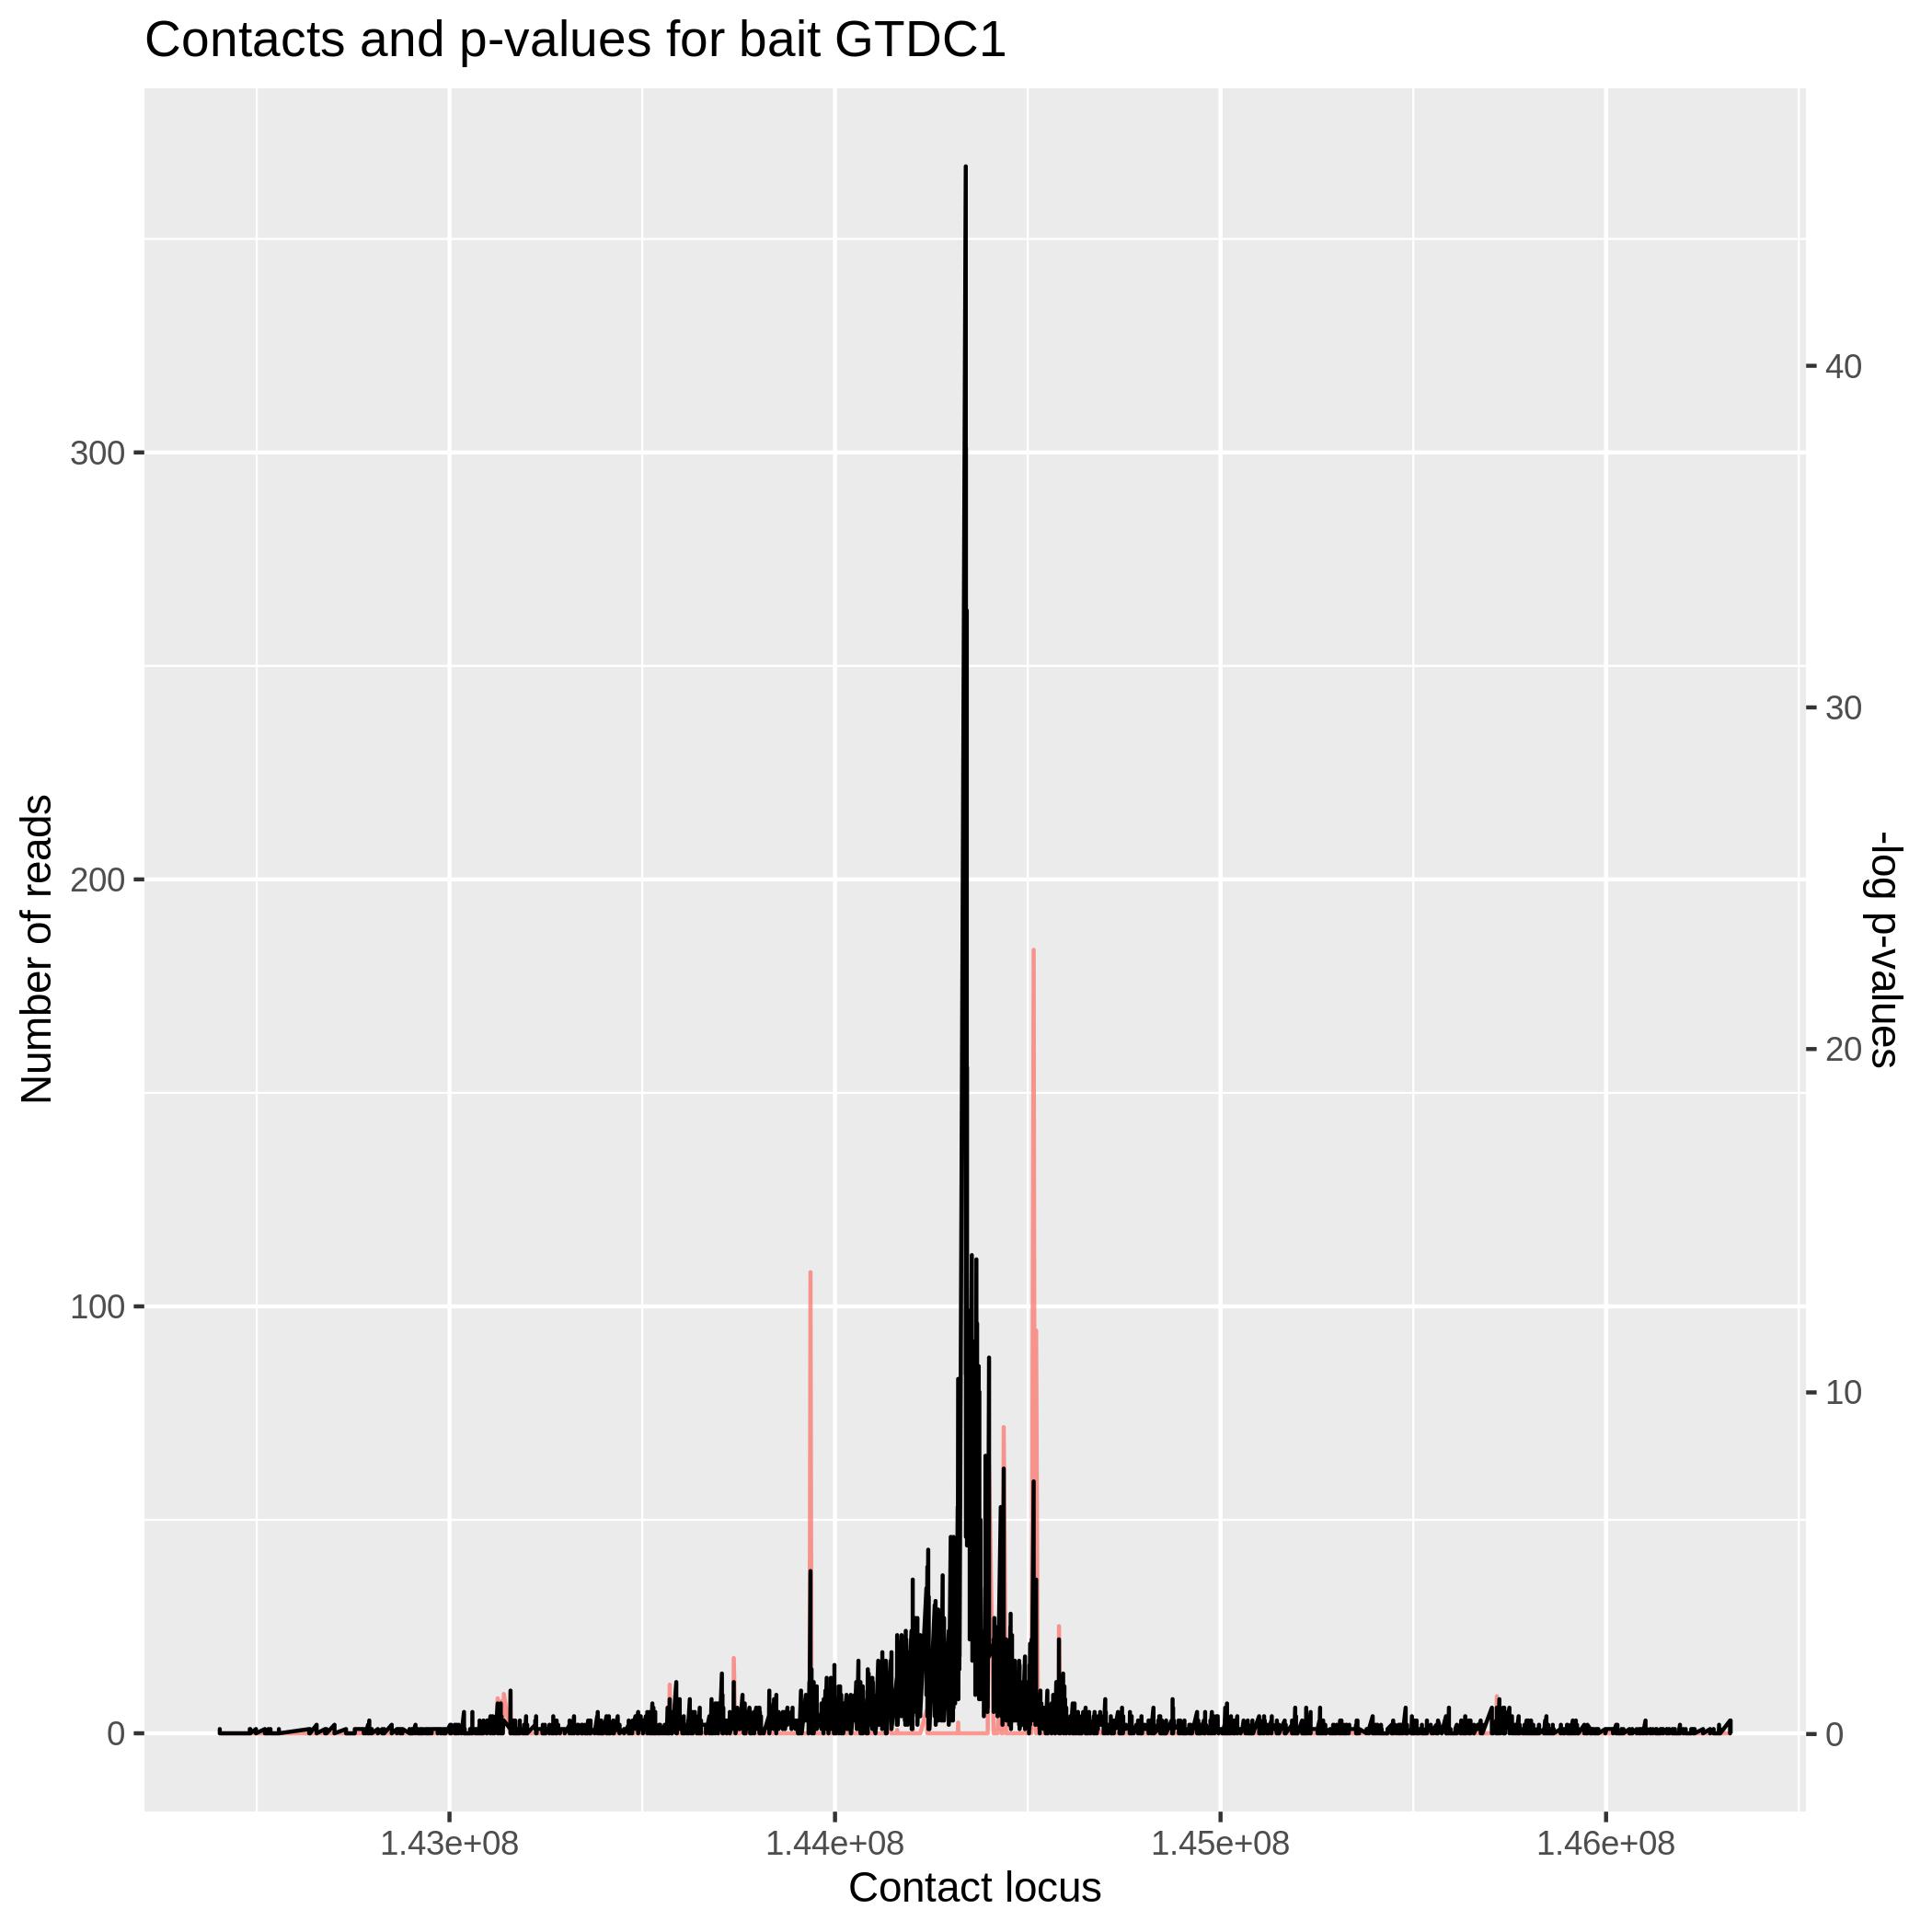 Contacts and p-values for bait GTDC1
Number of reads
300
200
100
0
40
30
20
10
0
-log p-values
1.43e+08
1.44e+08
1.45e+08
1.46e+08
Contact locus